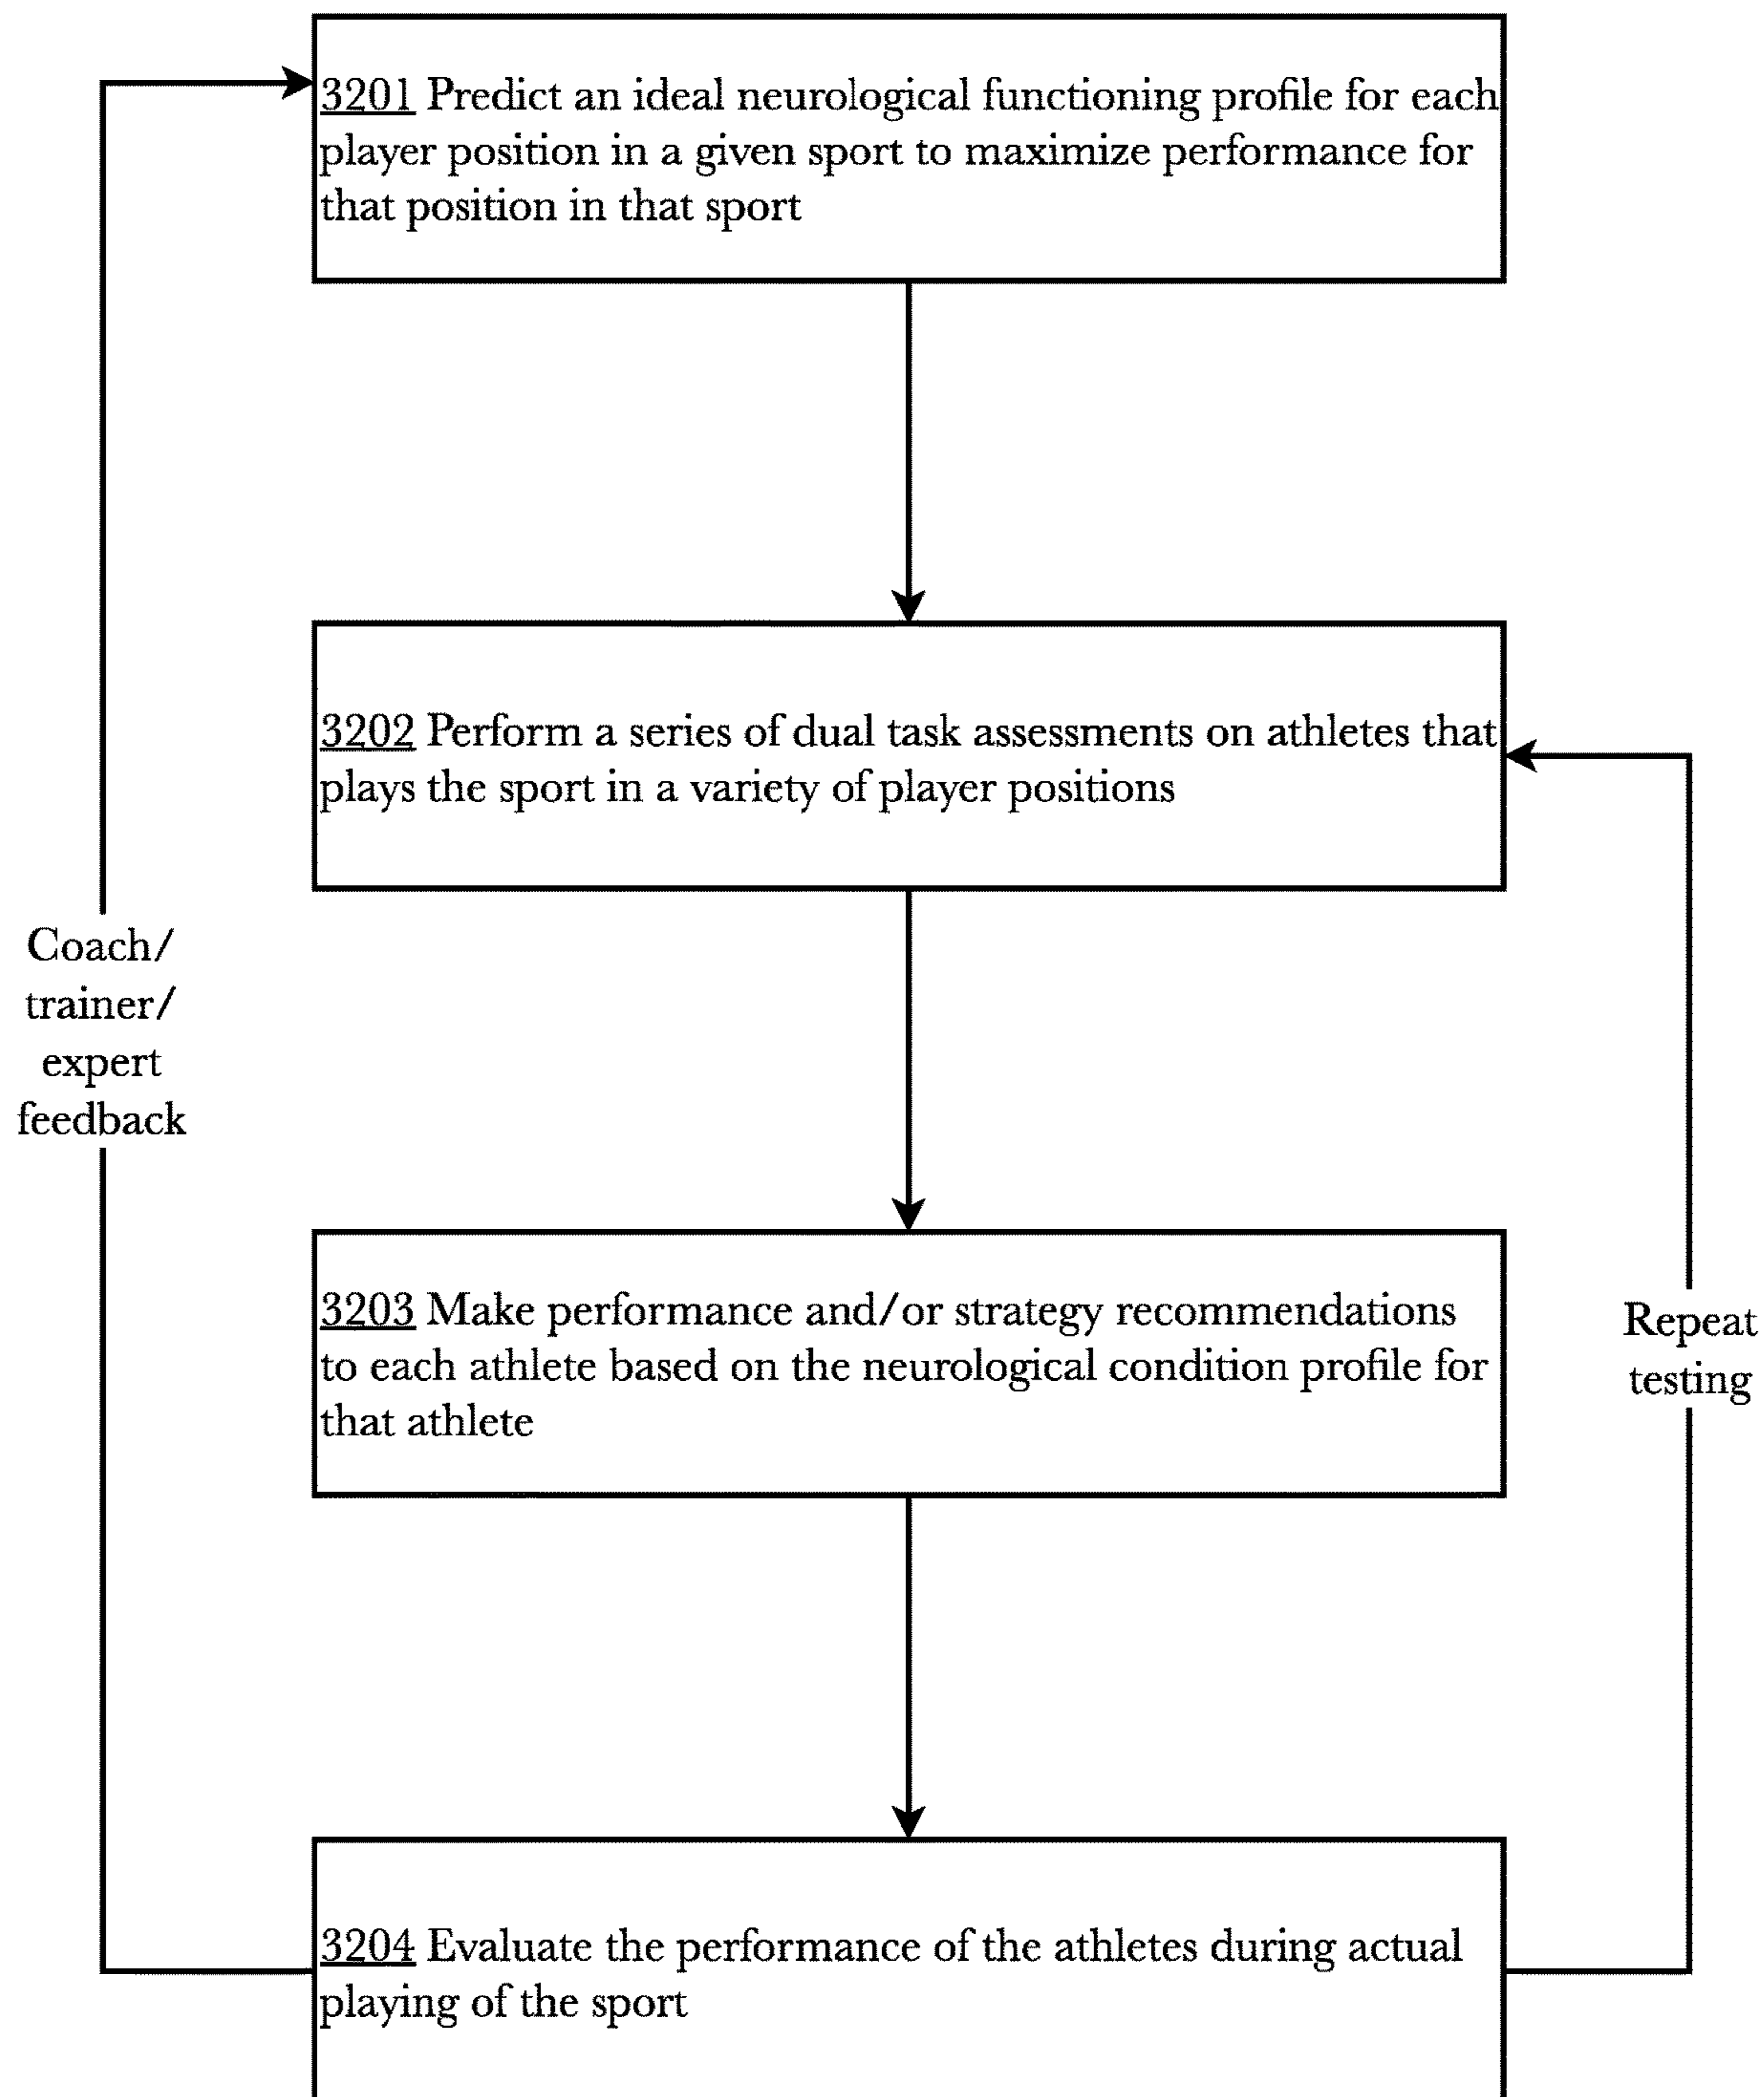 3201 Predict an ideal neurological functioning profile for each
player position in a given sport to maximize performance for
that position in that sport
3202 Perform a series of dual task assessments on athletes that
plays the sport in a variety of player positions
Coach/
trainer/
expert
feedback
3203 Make performance and/or strategy recommendations
to each athlete based on the neurological condition profile for
that athlete
Repeat
testing
3204 Evaluate the performance of the athletes during actual
playing of the sport